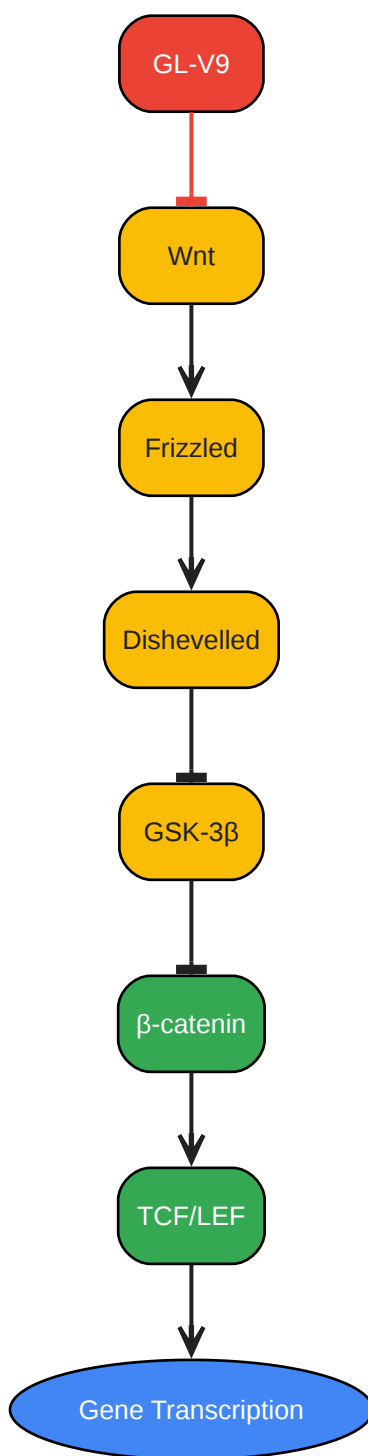 GL-V9
Wnt
Frizzled
Dishevelled
GSK-3β
β-catenin
TCF/LEF
Gene Transcription